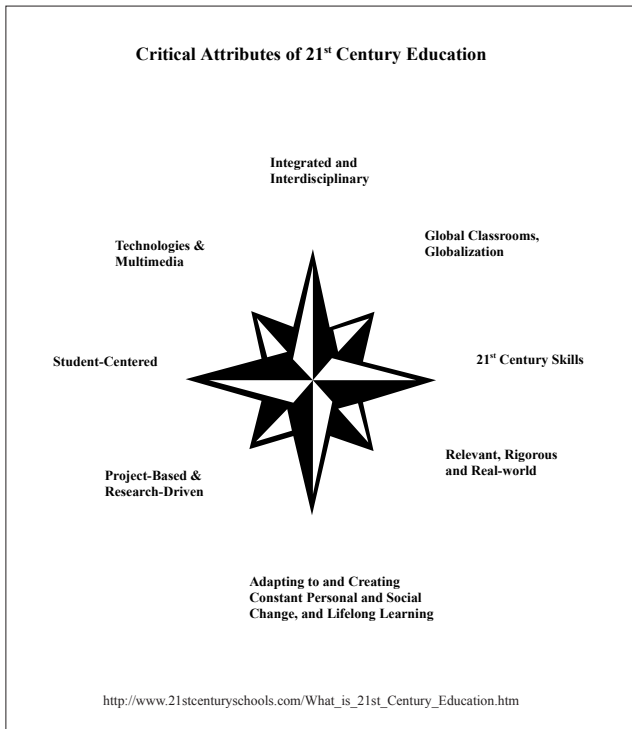 Critical Attributes of 21st Century Education
Integrated and
Interdisciplinary
Technologies &
Multimedia
Global Classrooms,
Globalization
Student-Centered
21st Century Skills
Project-Based &
Research-Driven
Relevant, Rigorous
and Real-world
Adapting to and Creating
Constant Personal and Social
Change, and Lifelong Learning
http://www.21stcenturyschools.com/What_is_21st_Century_Education.htm